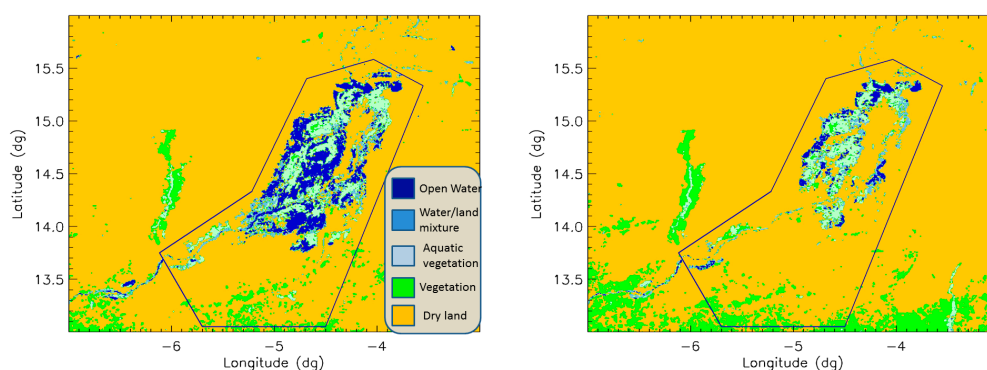 15.5
15.0
14.5
14.0
13.5
Latitude (dg)
-6
-5
-4
Longitude (dg)
Open Water
Water/land
mixture
Aquatic
vegetation
Vegetation
Dry land
15.5
15.0
14.5
14.0
13.5
Latitude (dg)
-6
-5
-4
Longitude (dg)